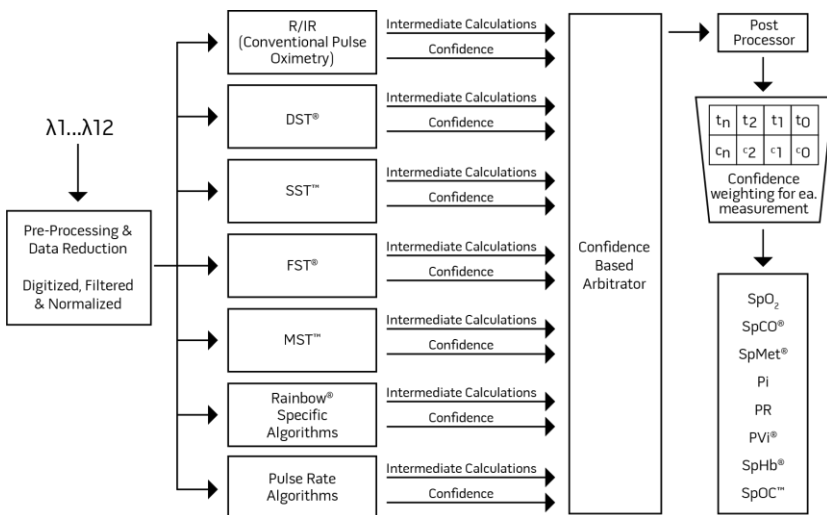 λ1...λ12
Pre-Processing &
Data Reduction
Digitized, Filtered
& Normalized
R/IR
(Conventional Pulse
Oximetry)
Intermediate Calculations
Confidence
DST®
Intermediate Calculations
Confidence
SST™
Intermediate Calculations
Confidence
FST®
Intermediate Calculations
Confidence
MST™
Intermediate Calculations
Confidence
Rainbow®
Specific
Algorithms
Intermediate Calculations
Confidence
Pulse Rate
Algorithms
Intermediate Calculations
Confidence
Confidence
Based
Arbitrator
Post
Processor
tn t2 t1 t0
cn c2 c1 c0
Confidence
weighting for ea.
measurement
SpO₂
SpCO®
SpMet®
Pi
PR
PVi®
SpHb®
SpOC™